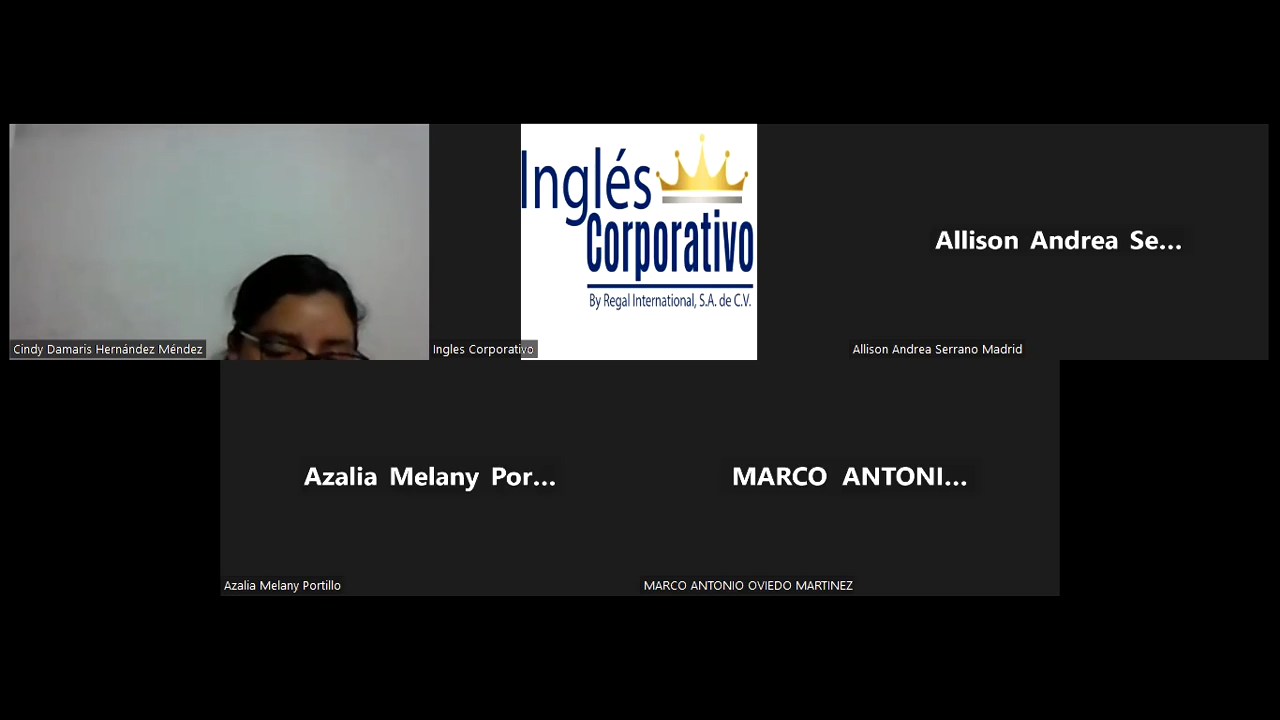 Inglés
Corporativo
By Regal International, S.A. de C.V.
Allison Andrea Se...
Cindy Damaris Hernández Méndez
Ingles Corporativo
Allison Andrea Serrano Madrid
Azalia Melany Por...
MARCO ANTONI...
Azalia Melany Portillo
MARCO ANTONIO OVIEDO MARTINEZ